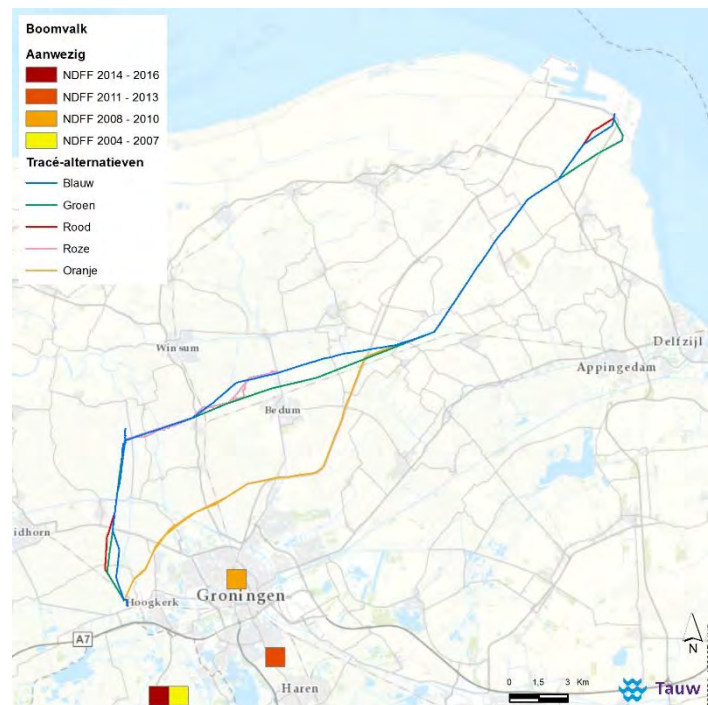 Boomvalk
Aanwezig
NDFF 2014 - 2016
NDFF 2011 - 2013
NDFF 2008 - 2010
NDFF 2004 - 2007
Tracé-alternatieven
Blauw
Groen
Rood
Roze
Oranje
Winsum
Bedum
Delfzijl
Appingedam
idhorn
Hoogkerk
Groningen
A7
Haren
N
0 1,5 3 Km
Tauw